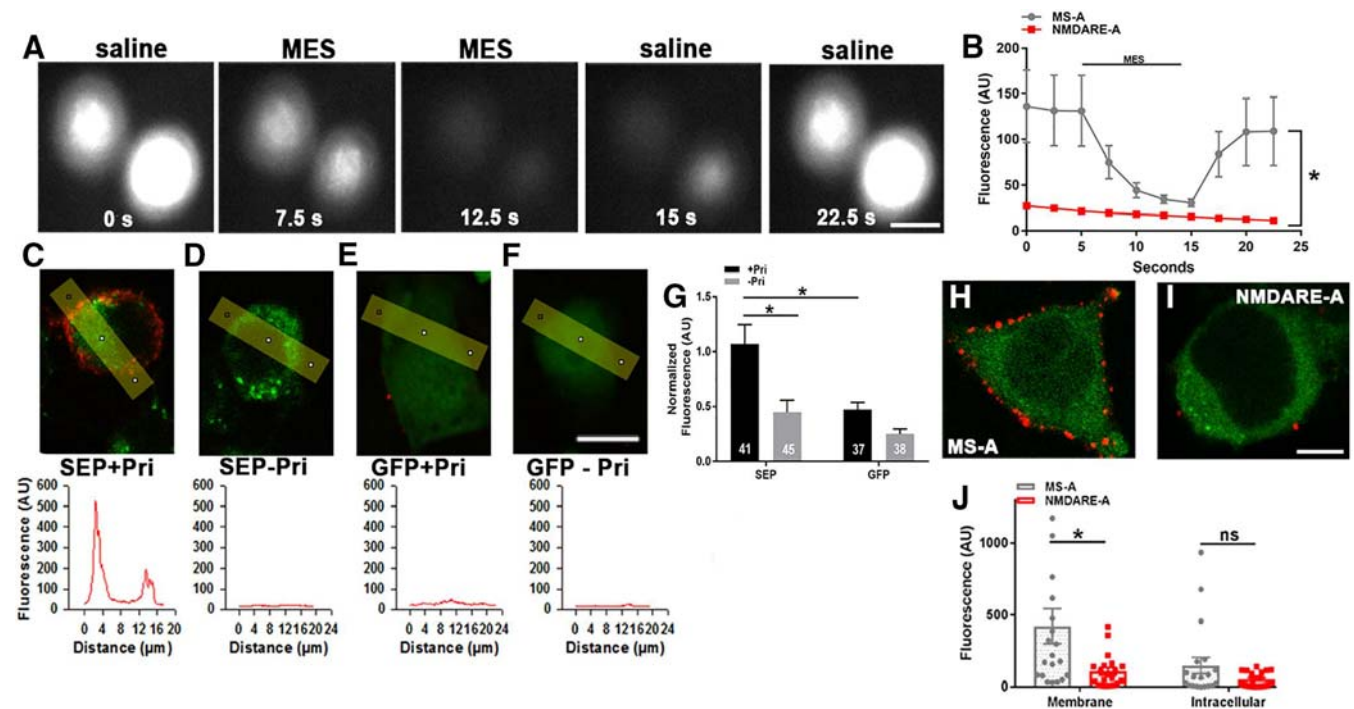 A
saline
MES
MES
saline
saline
0 s
7.5 s
12.5 s
15 s
22.5 s
B
MS-A
NMDARE-A
200
150
100
50
0
Fluorescence (AU)
MES
*
0 5 10 15 20 25
Seconds
C
D
E
F
SEP+Pri
SEP-Pri
GFP+Pri
GFP - Pri
Fluorescence (AU)
600
500
400
300
200
100
0
0 4 8 12 16 20
Distance (µm)
600
500
400
300
200
100
0
0 4 8 12 16 20 24
Distance (µm)
600
500
400
300
200
100
0
0 4 8 12 16 20 24
Distance (µm)
600
500
400
300
200
100
0
0 4 8 12 16 20 24
Distance (µm)
G
+Pri
-Pri
1.5
1.0
0.5
0.0
Normalized
Fluorescence (AU)
*
*
41
45
37
38
SEP
GFP
H
MS-A
I
NMDARE-A
J
MS-A
NMDARE-A
1000
500
0
Fluorescence (AU)
*
ns
Membrane
Intracellular